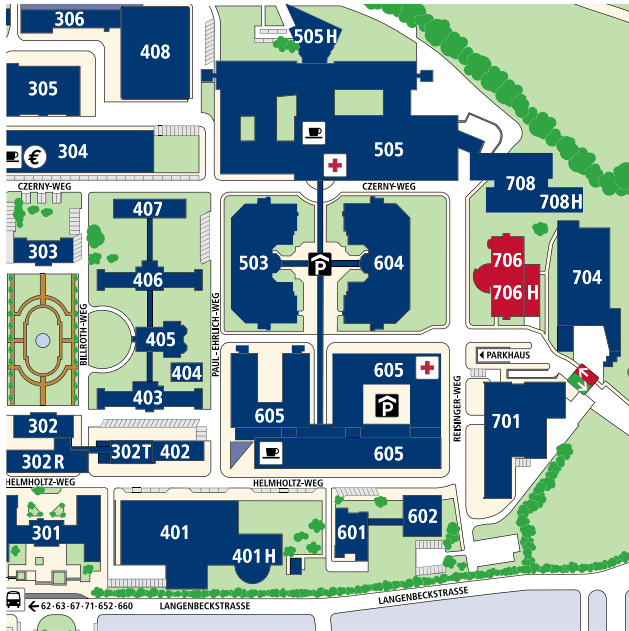 306
505 H
408
305
304
€
505
CZERNY-WEG
CZERNY-WEG
708
708 H
407
303
503
604
706
704
406
706 H
P
BILLROTH-WEG
PAUL-EHRLICH-WEG
405
PARKHAUS
404
605
403
REISINGER-WEG
P
605
701
302
302T
402
605
302 R
HELMHOLTZ-WEG
HELMHOLTZ-WEG
301
401
601
602
401 H
62·63·67·71·652·660
LANGENBECKSTRASSE
LANGENBECKSTRASSE